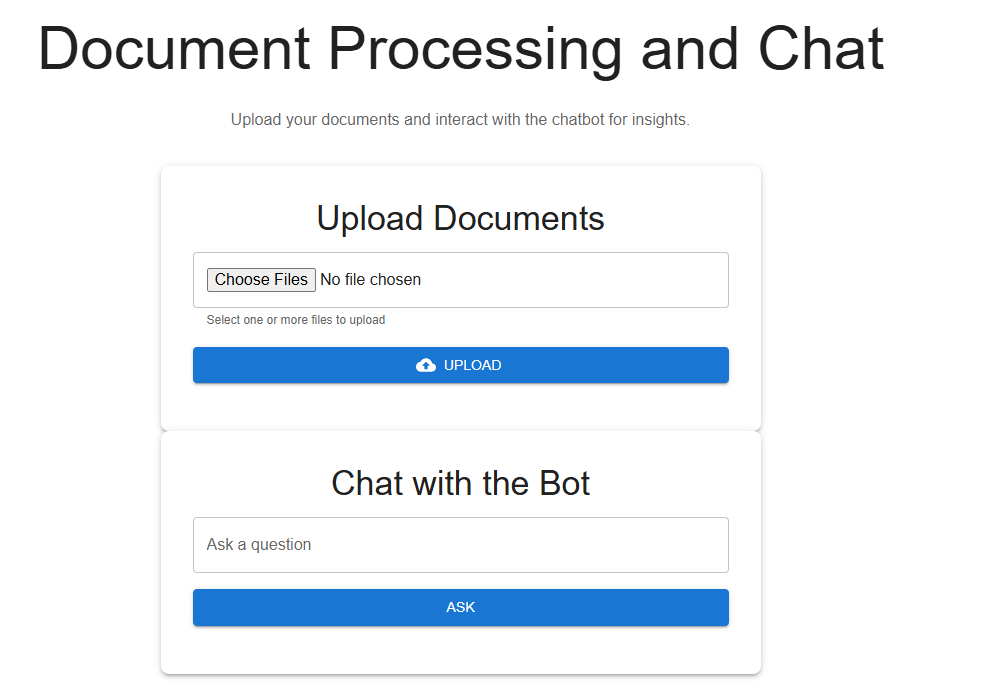 Document Processing and Chat
Upload your documents and interact with the chatbot for insights.
Upload Documents
Choose Files No file chosen
Select one or more files to upload
UPLOAD
Chat with the Bot
Ask a question
ASK